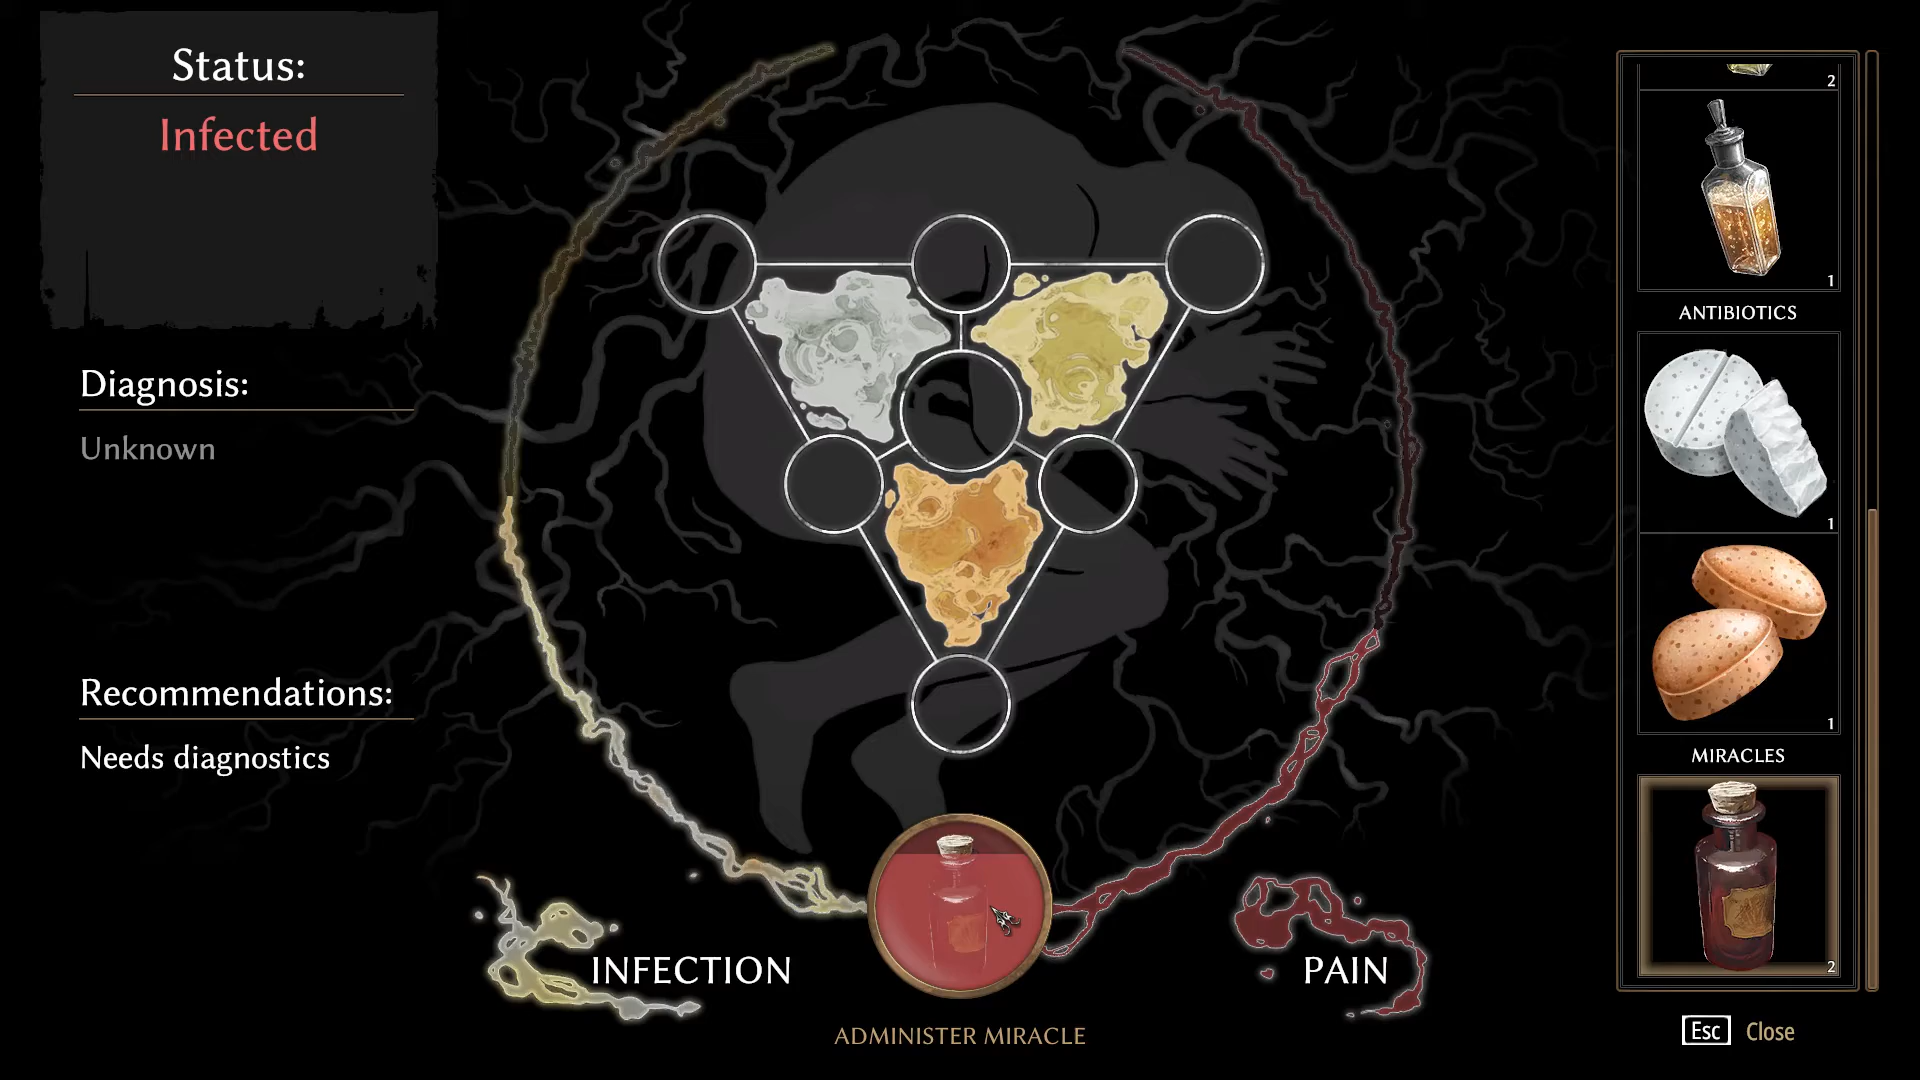 Status:
Infected
Diagnosis:
Unknown
Recommendations:
Needs diagnostics
INFECTION
PAIN
ADMINISTER MIRACLE
2
1
ANTIBIOTICS
1
1
MIRACLES
2
Esc Close